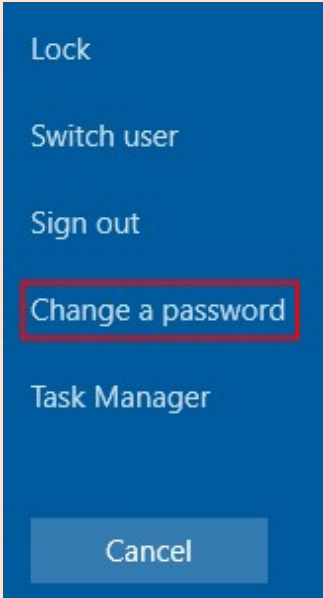 Lock
Switch user
Sign out
Change a password
Task Manager
Cancel